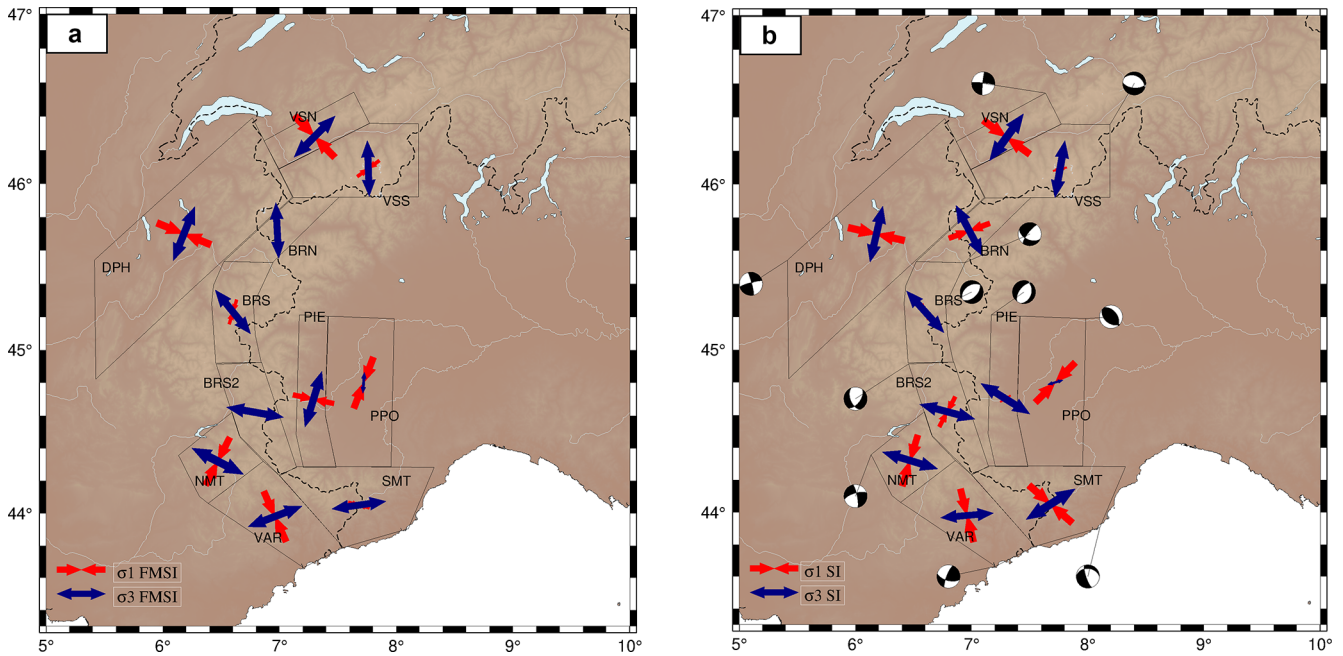 a
47°
46°
45°
44°
5°
6°
7°
8°
9°
10°
VSN
VSS
DPH
BRN
BRS
PIE
BRS2
PPO
NMT
SMT
VAR
σ1 FMSI
σ3 FMSI
b
47°
46°
45°
44°
5°
6°
7°
8°
9°
10°
VSN
VSS
BRN
DPH
BRS
PIE
BRS2
PPO
NMT
SMT
VAR
σ1 SI
σ3 SI